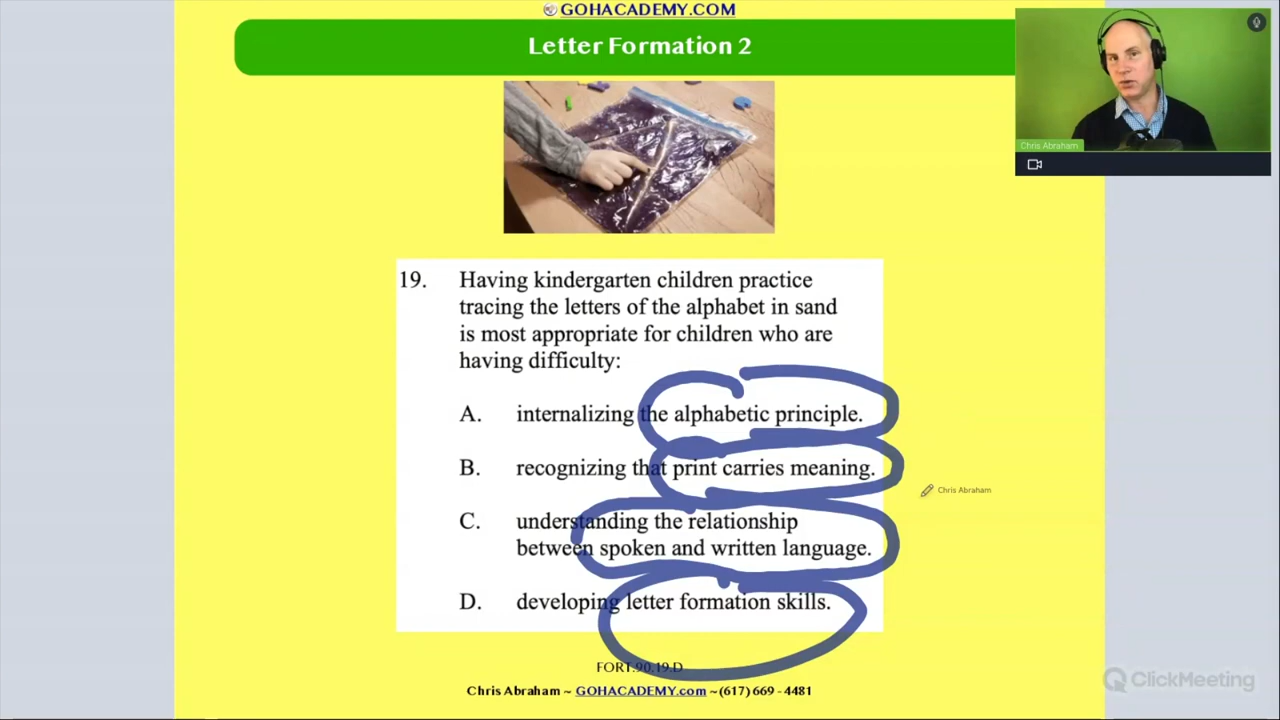 GOHACADEMY.COM
Letter Formation 2
Chris Abraham
19. Having kindergarten children practice
tracing the letters of the alphabet in sand
is most appropriate for children who are
having difficulty:
A. internalizing the alphabetic principle.
B. recognizing that print carries meaning.
Chris Abraham
C. understanding the relationship
between spoken and written language.
D. developing letter formation skills.
FORT.90.19.D
Chris Abraham ~ GOHACADEMY.com ~(617) 669 - 4481
ClickMeeting